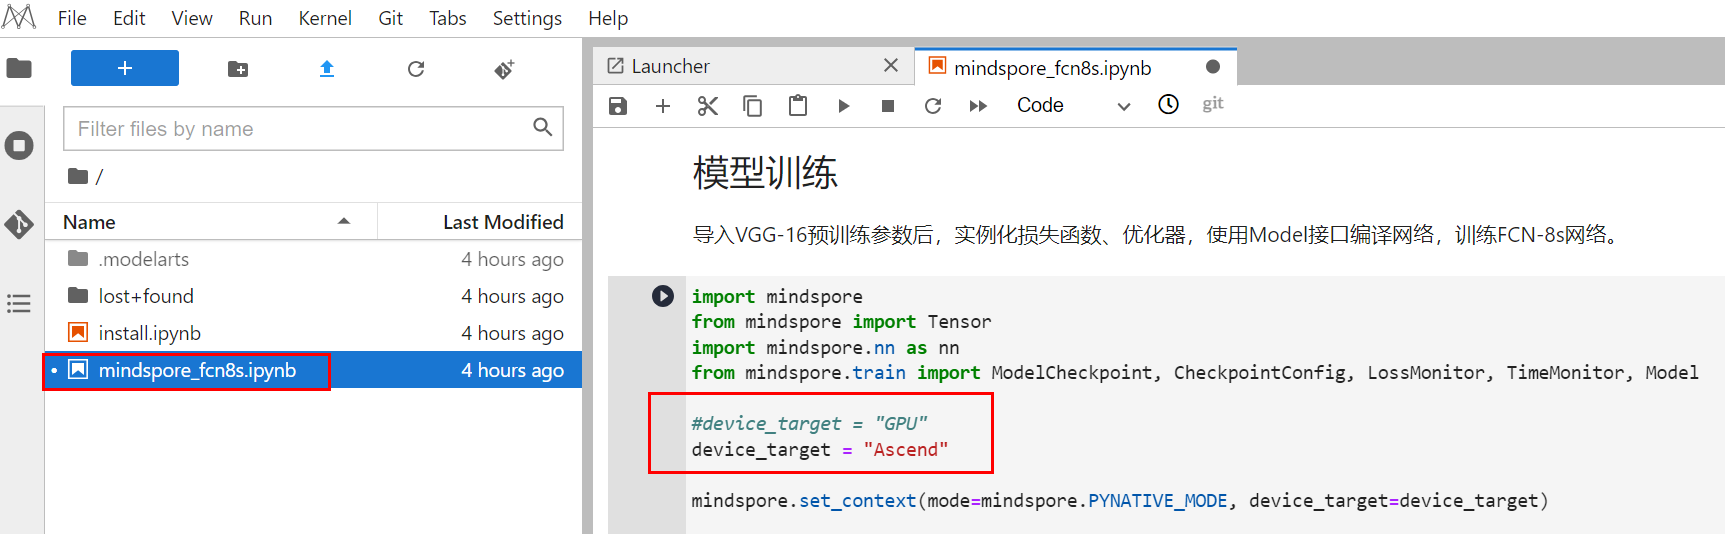 File Edit View Run Kernel Git Tabs Settings Help
Filter files by name
/
Name Last Modified
.modelarts 4 hours ago
lost+found 4 hours ago
install.ipynb 4 hours ago
mindspore_fcn8s.ipynb 4 hours ago
Launcher
mindspore_fcn8s.ipynb
Code
git
模型训练
导入VGG-16预训练参数后，实例化损失函数、优化器，使用Model接口编译网络，训练FCN-8s网络。
import mindspore
from mindspore import Tensor
import mindspore.nn as nn
from mindspore.train import ModelCheckpoint, CheckpointConfig, LossMonitor, TimeMonitor, Model
#device_target = "GPU"
device_target = "Ascend"
mindspore.set_context(mode=mindspore.PYNATIVE_MODE, device_target=device_target)